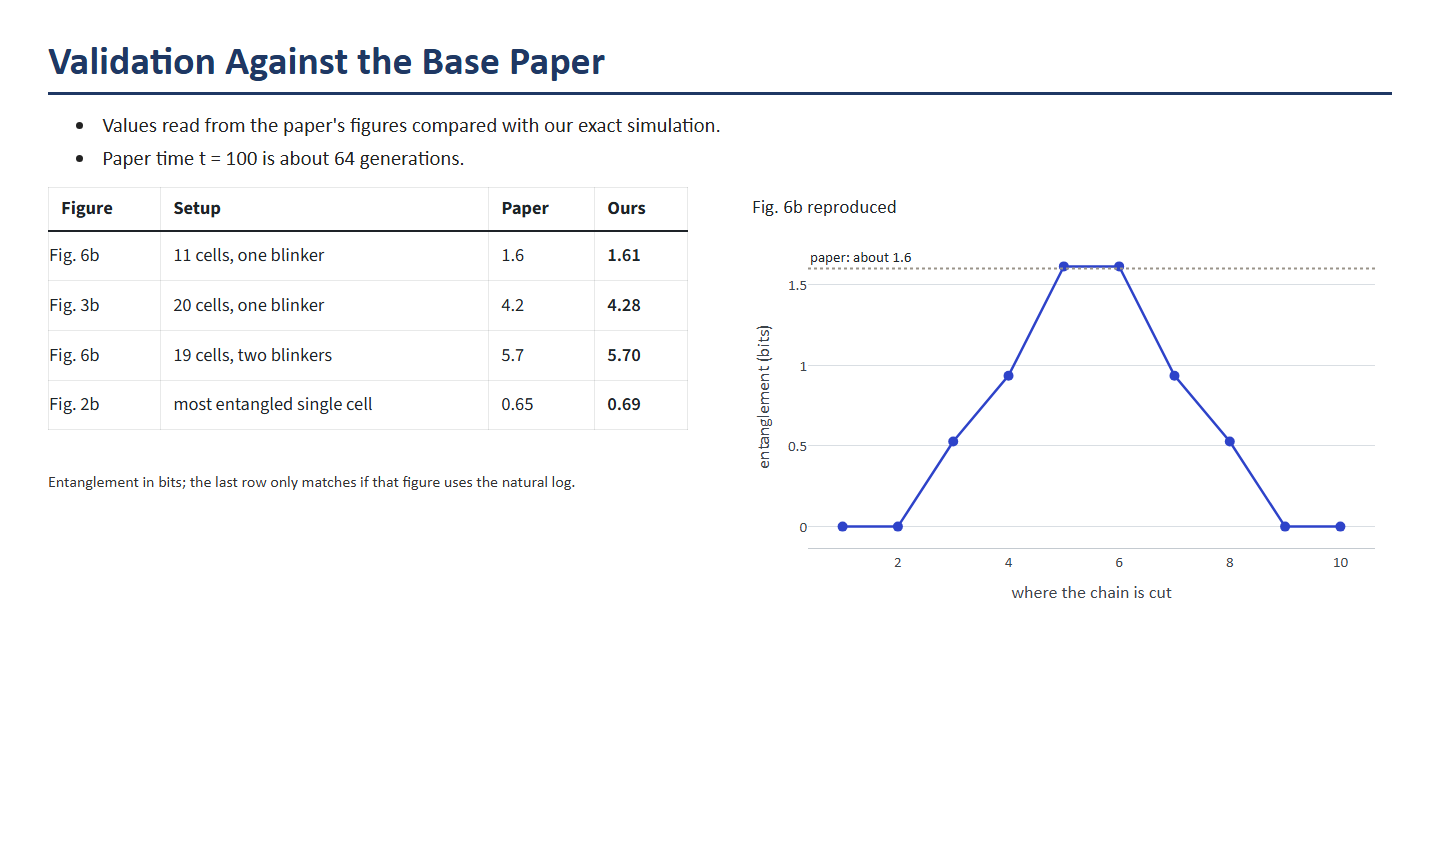 Validation Against the Base Paper
• Values read from the paper's figures compared with our exact simulation.
• Paper time t = 100 is about 64 generations.
Figure Setup Paper Ours
Fig. 6b 11 cells, one blinker 1.6 1.61
Fig. 3b 20 cells, one blinker 4.2 4.28
Fig. 6b 19 cells, two blinkers 5.7 5.70
Fig. 2b most entangled single cell 0.65 0.69
Entanglement in bits; the last row only matches if that figure uses the natural log.
Fig. 6b reproduced
paper: about 1.6
1.5
1
0.5
0
entanglement (bits)
2 4 6 8 10
where the chain is cut